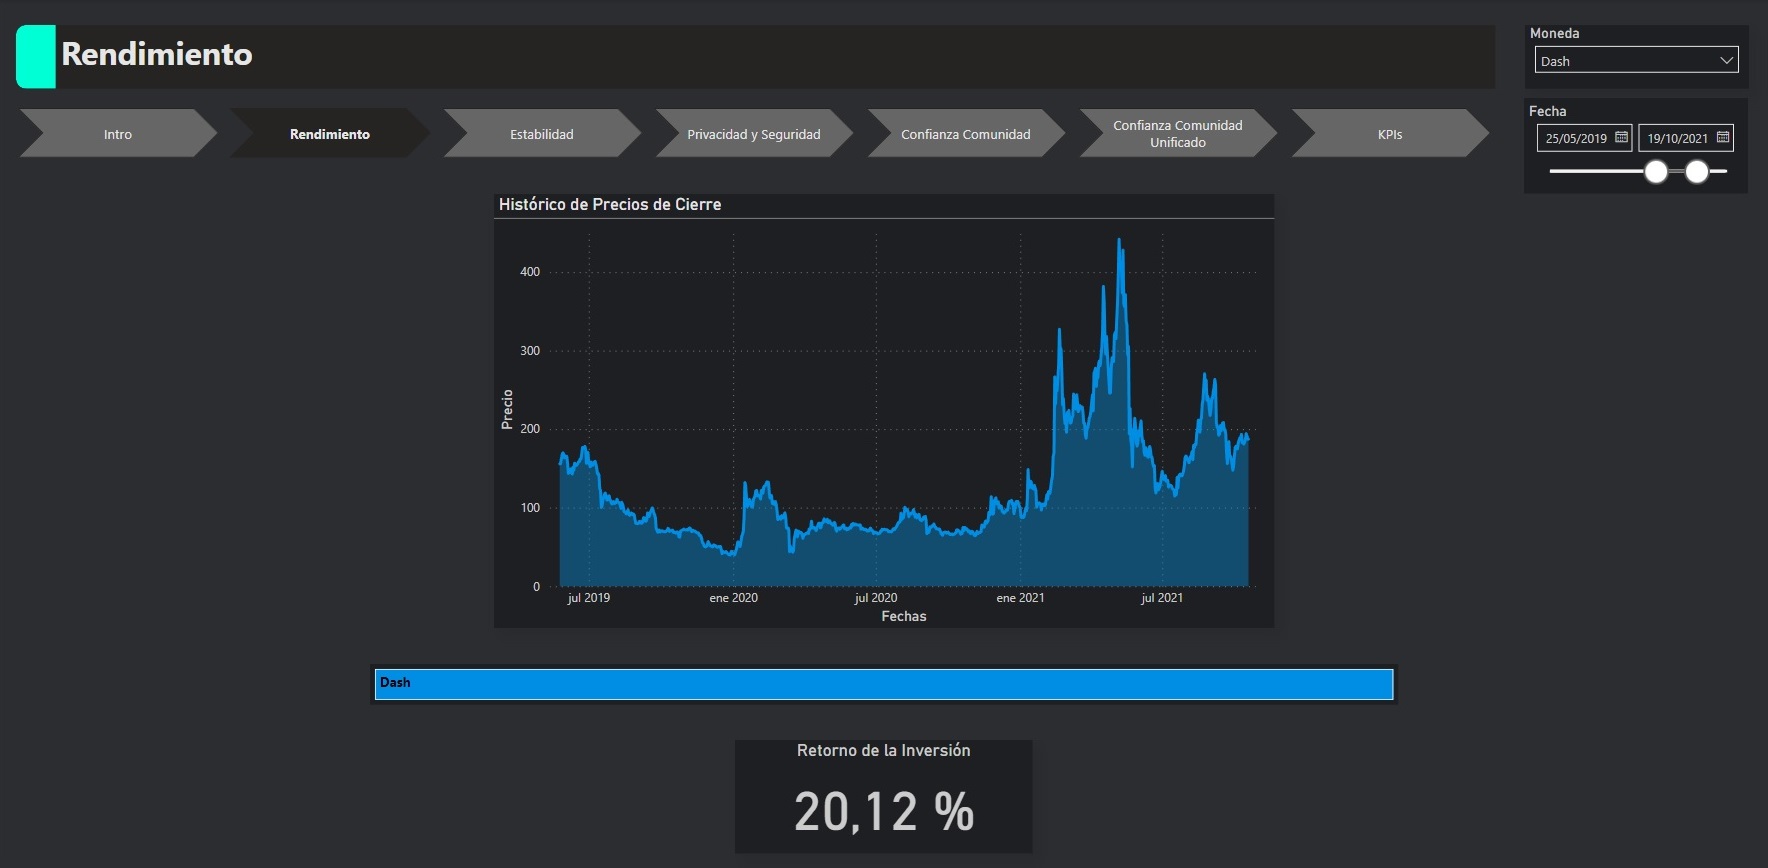 Rendimiento
Moneda
Dash
Intro
Rendimiento
Estabilidad
Privacidad y Seguridad
Confianza Comunidad
Confianza Comunidad
Unificado
KPIs
Fecha
25/05/2019
19/10/2021
Histórico de Precios de Cierre
Precio
400
300
200
100
0
jul 2019
ene 2020
jul 2020
ene 2021
jul 2021
Fechas
Dash
Retorno de la Inversión
20,12 %